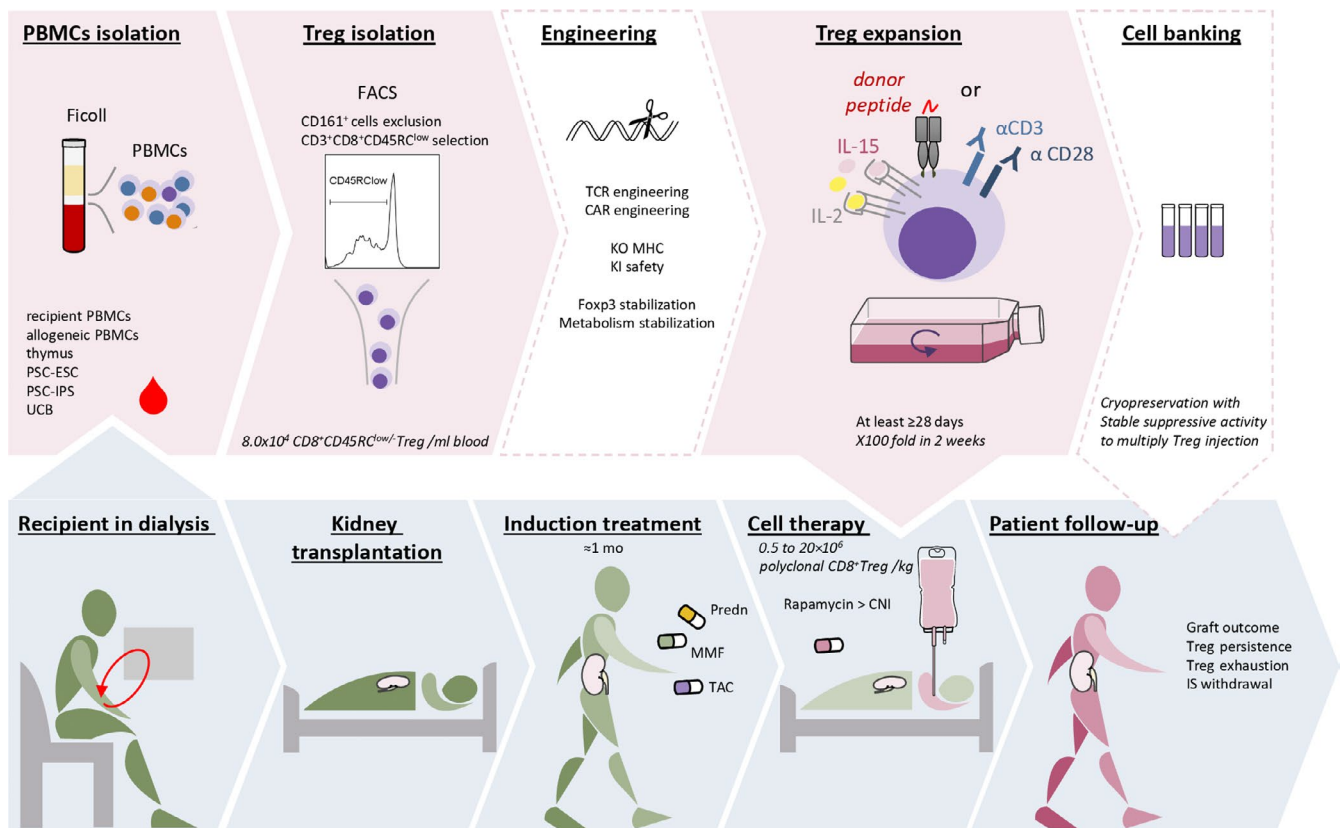 PBMCs isolation
Ficoll
PBMCs
recipient PBMCs
allogeneic PBMCs
thymus
PSC-ESC
PSC-IPS
UCB
Treg isolation
FACS
CD161⁺ cells exclusion
CD3⁺CD8⁺CD45RCˡᵒʷ selection
CD45RClow
8.0x10⁴ CD8⁺CD45RCˡᵒʷ/⁻Treg /ml blood
Engineering
TCR engineering
CAR engineering
KO MHC
KI safety
Foxp3 stabilization
Metabolism stabilization
Treg expansion
donor
peptide
or
IL-15
IL-2
αCD3
α CD28
At least ≥28 days
X100 fold in 2 weeks
Cell banking
Cryopreservation with
Stable suppressive activity
to multiply Treg injection
Recipient in dialysis
Kidney
transplantation
Induction treatment
≈1 mo
Predn
MMF
TAC
Cell therapy
0.5 to 20×10⁶
polyclonal CD8⁺Treg /kg
Rapamycin > CNI
Patient follow-up
Graft outcome
Treg persistence
Treg exhaustion
IS withdrawal